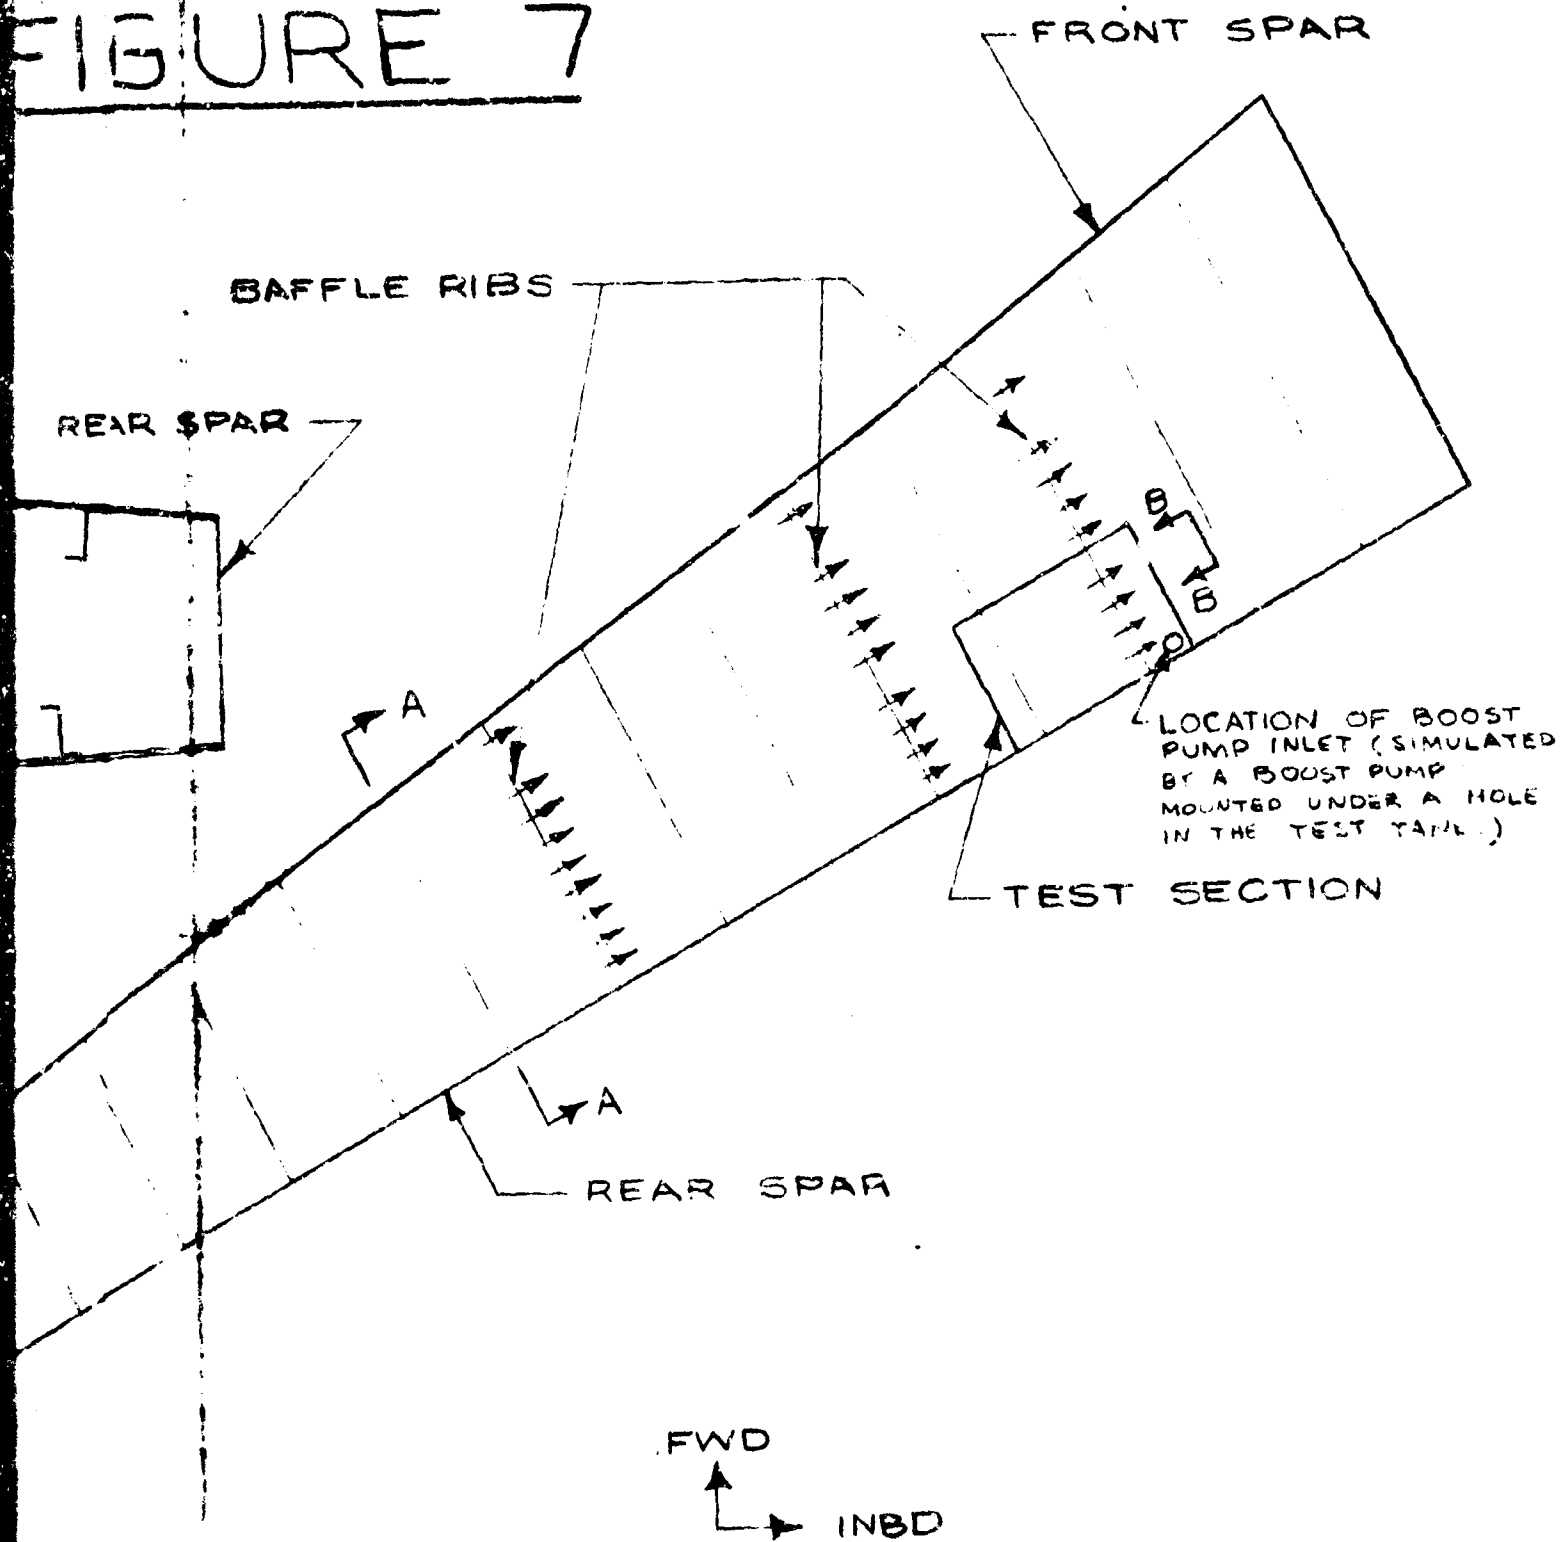 FIGURE 7
FRONT SPAR
BAFFLE RIBS
REAR SPAR
B
B
A
LOCATION OF BOOST
PUMP INLET (SIMULATED
BY A BOOST PUMP
MOUNTED UNDER A HOLE
IN THE TEST TANK.)
TEST SECTION
A
REAR SPAR
FWD
INBD